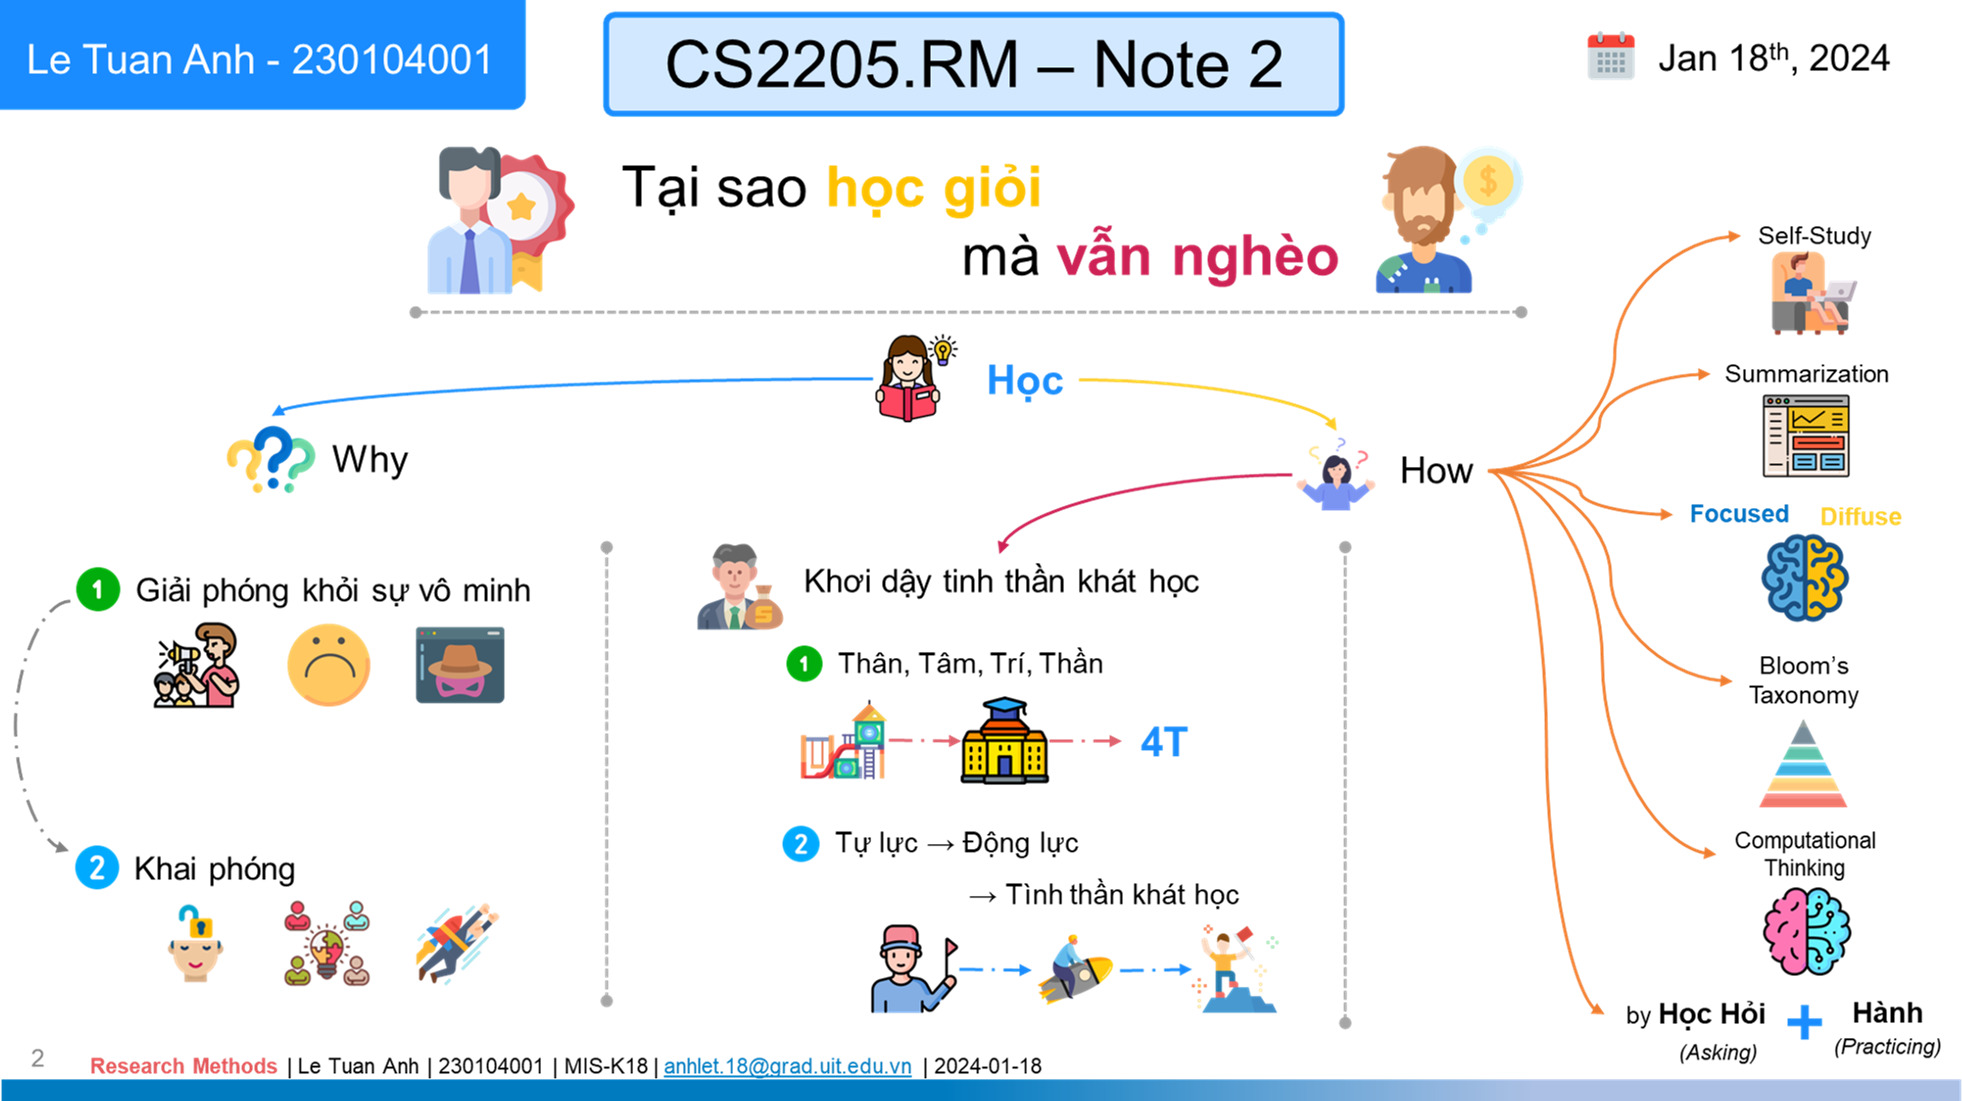 Le Tuan Anh - 230104001
CS2205.RM – Note 2
Jan 18th, 2024
Tại sao học giỏi
mà vẫn nghèo
Học
Why
1 Giải phóng khỏi sự vô minh
2 Khai phóng
How
Khơi dậy tinh thần khát học
1 Thân, Tâm, Trí, Thần
4T
2 Tự lực → Động lực
→ Tình thần khát học
Self-Study
Summarization
Focused Diffuse
Bloom's
Taxonomy
Computational
Thinking
by Học Hỏi + Hành
(Asking) (Practicing)
2
Research Methods | Le Tuan Anh | 230104001 | MIS-K18 | anhlet.18@grad.uit.edu.vn | 2024-01-18